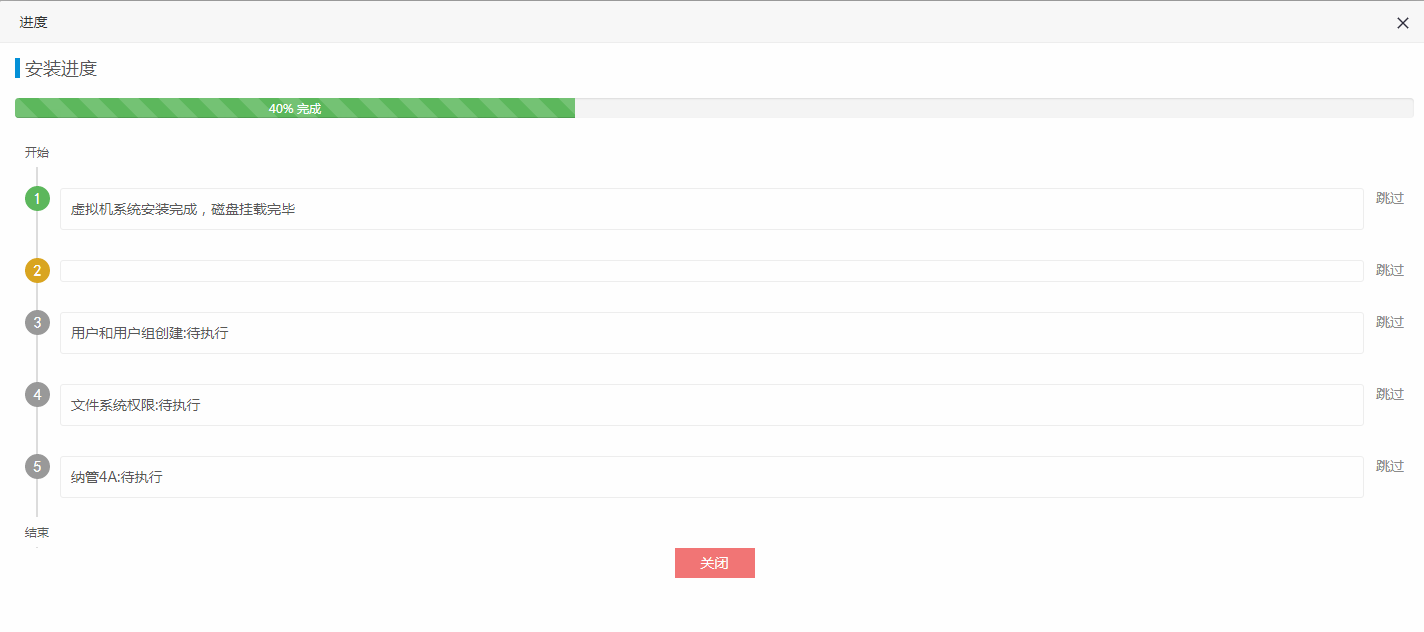 进度
安装进度
40% 完成
开始
1 虚拟机系统安装完成，磁盘挂载完毕 跳过
2 跳过
3 用户和用户组创建:待执行 跳过
4 文件系统权限:待执行 跳过
5 纳管4A:待执行 跳过
结束
关闭